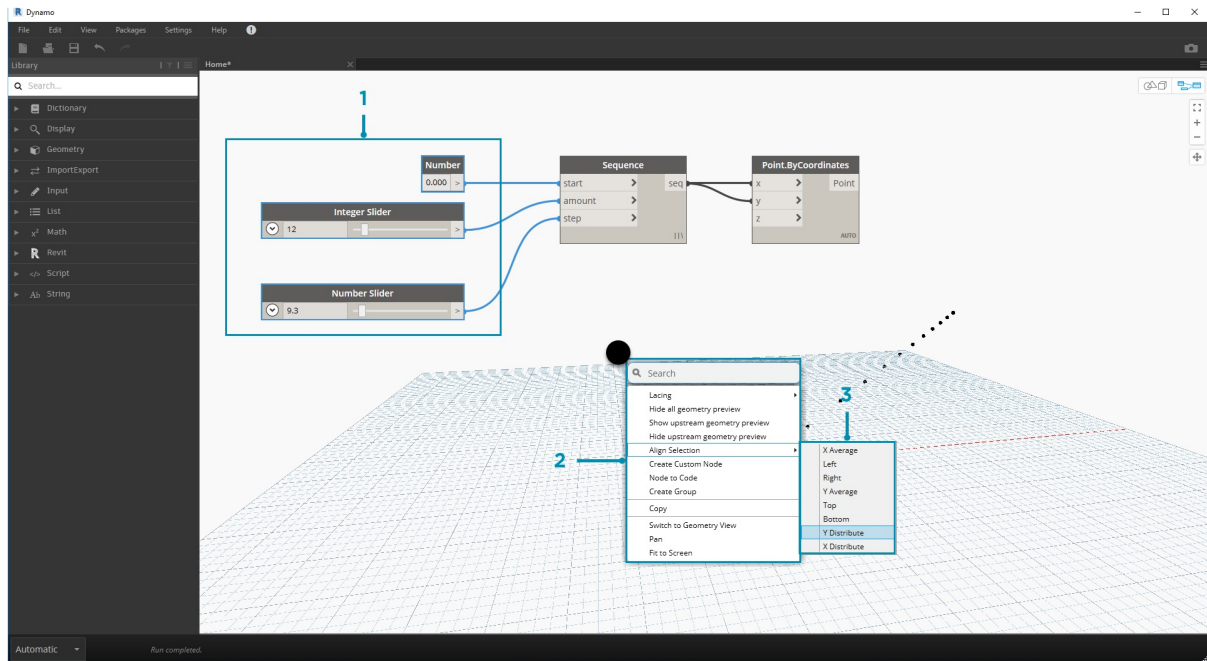 R Dynamo
File Edit View Packages Settings Help !
Library
Home*
Search...
Dictionary
Display
Geometry
ImportExport
Input
List
x² Math
R Revit
</> Script
Ab String
1
Number
0.000 >
Integer Slider
12 >
Number Slider
9.3 >
Sequence
start > seq
amount >
step >
Point.ByCoordinates
x > Point
y >
z >
AUTO
Search
Lacing
Hide all geometry preview
Show upstream geometry preview
Hide upstream geometry preview
Align Selection
Create Custom Node
Node to Code
Create Group
Copy
Switch to Geometry View
Pan
Fit to Screen
2
3
X Average
Left
Right
Y Average
Top
Bottom
Y Distribute
X Distribute
Automatic
Run completed.